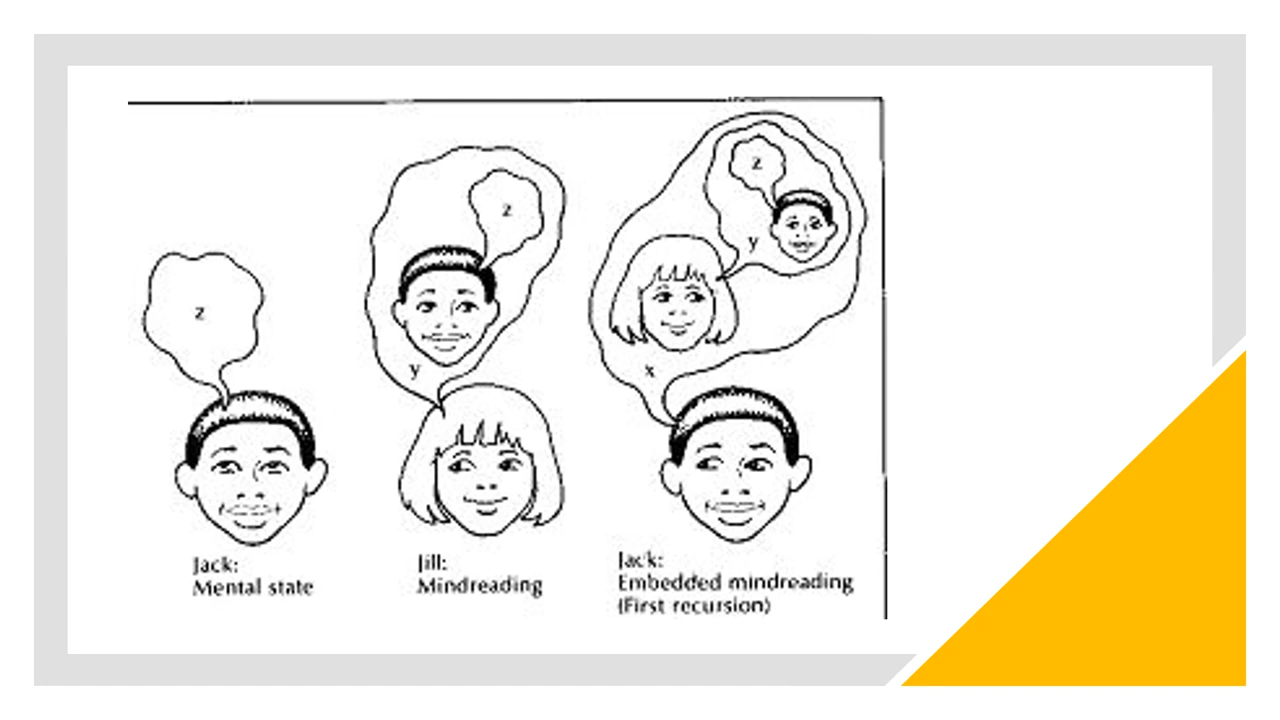 z
z
y
z
y
x
Jack:
Mental state
Jill:
Mindreading
Jack:
Embedded mindreading
(First recursion)